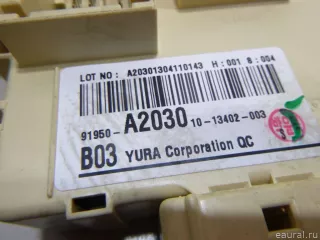 LOT NO : A20301304110143 H:001 B:004
91950-A2030 10-13402-003
B03 YURA Corporation QC
© eaural.ru